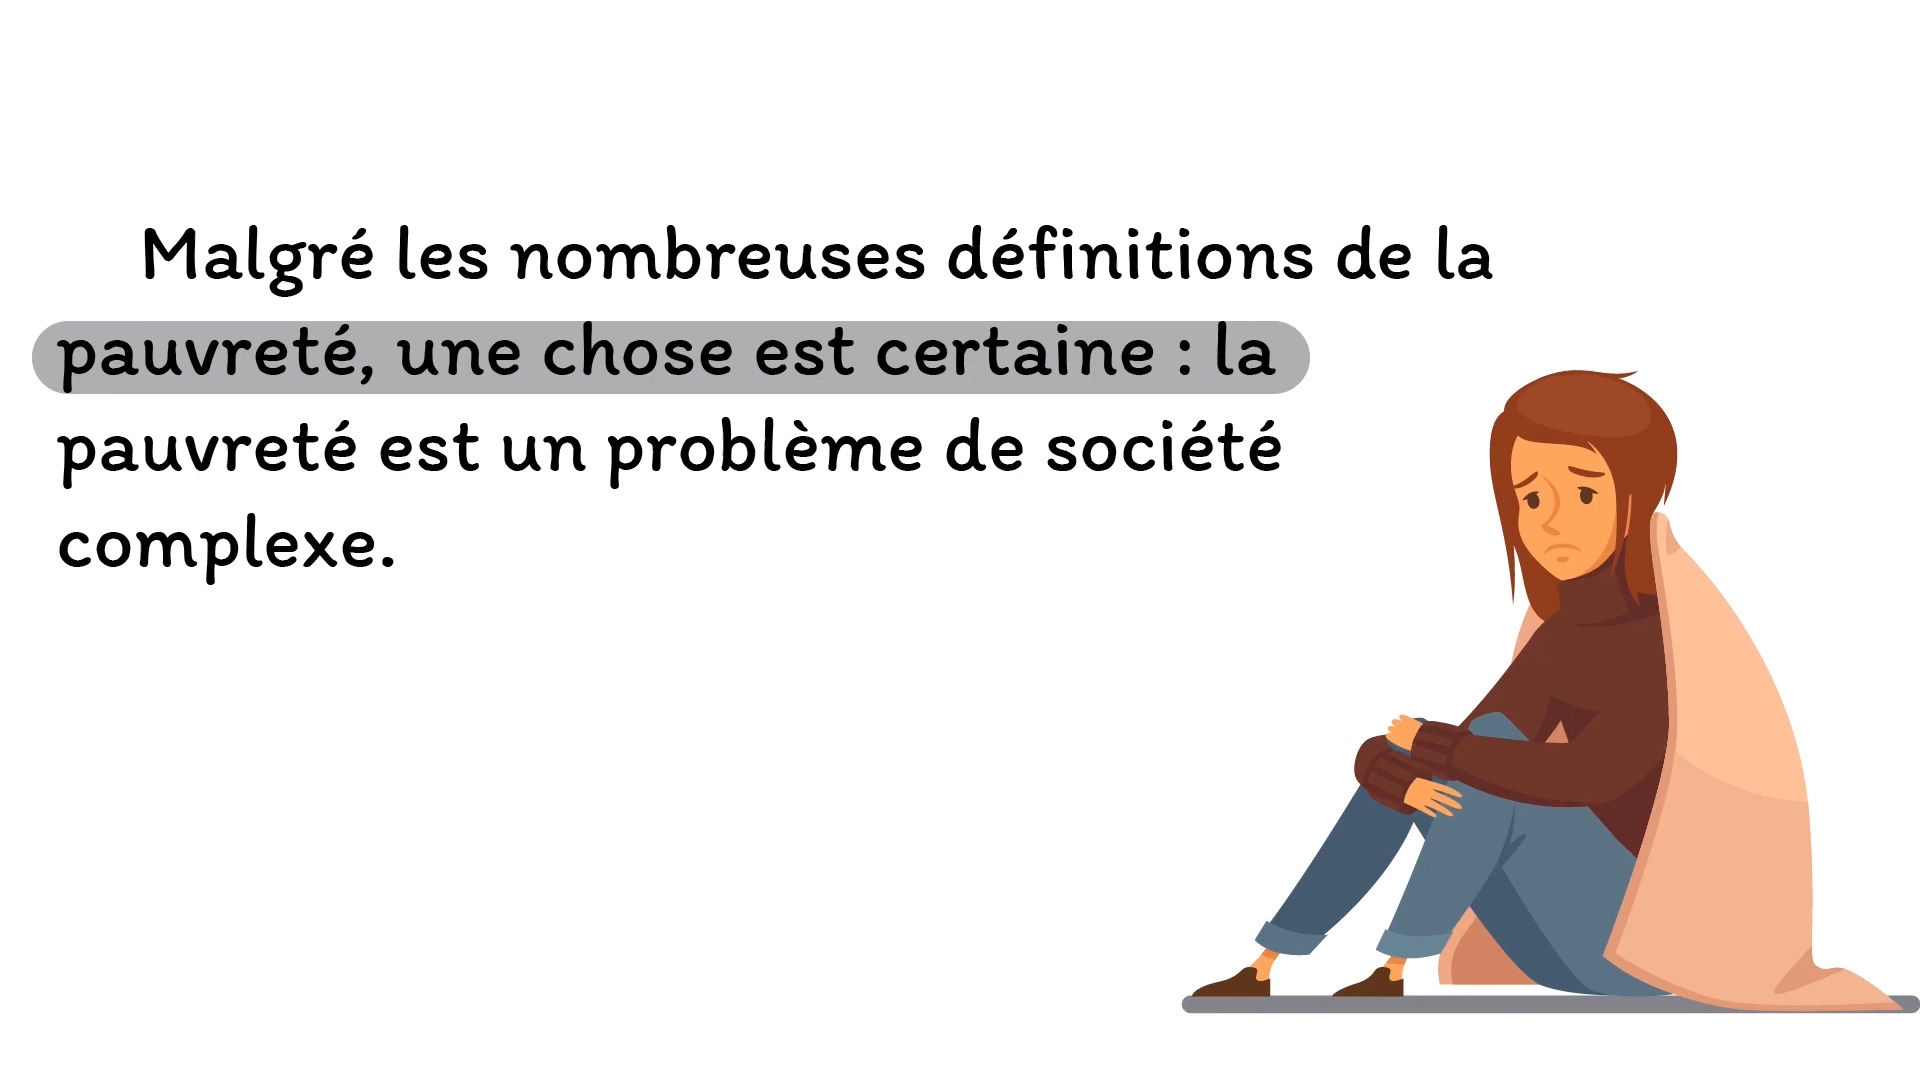 Malgré les nombreuses définitions de la
pauvreté, une chose est certaine : la
pauvreté est un problème de société
complexe.